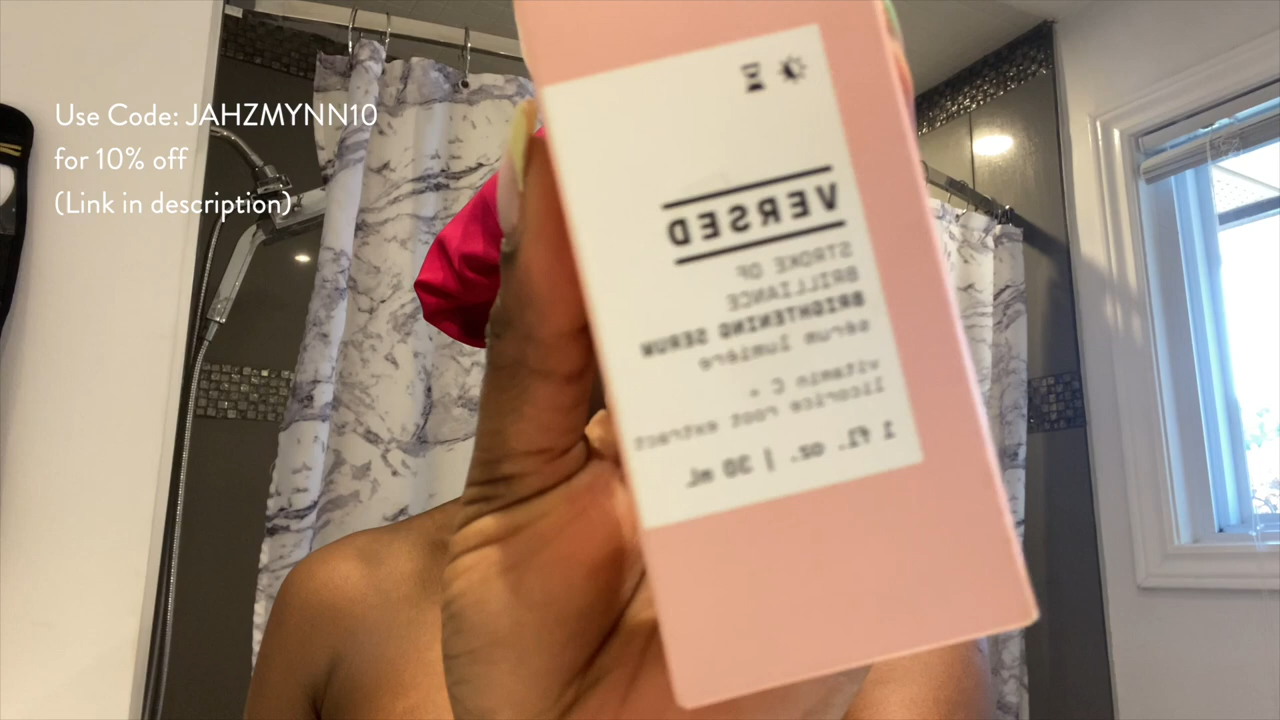 Use Code: JAHZMYNN10
for 10% off
(Link in description)
VERSED
STROKE OF
BRILLIANCE
BRIGHTENING SERUM
sérum lumière
vitamin C +
licorice root extract
1 fl. oz. | 30 mL